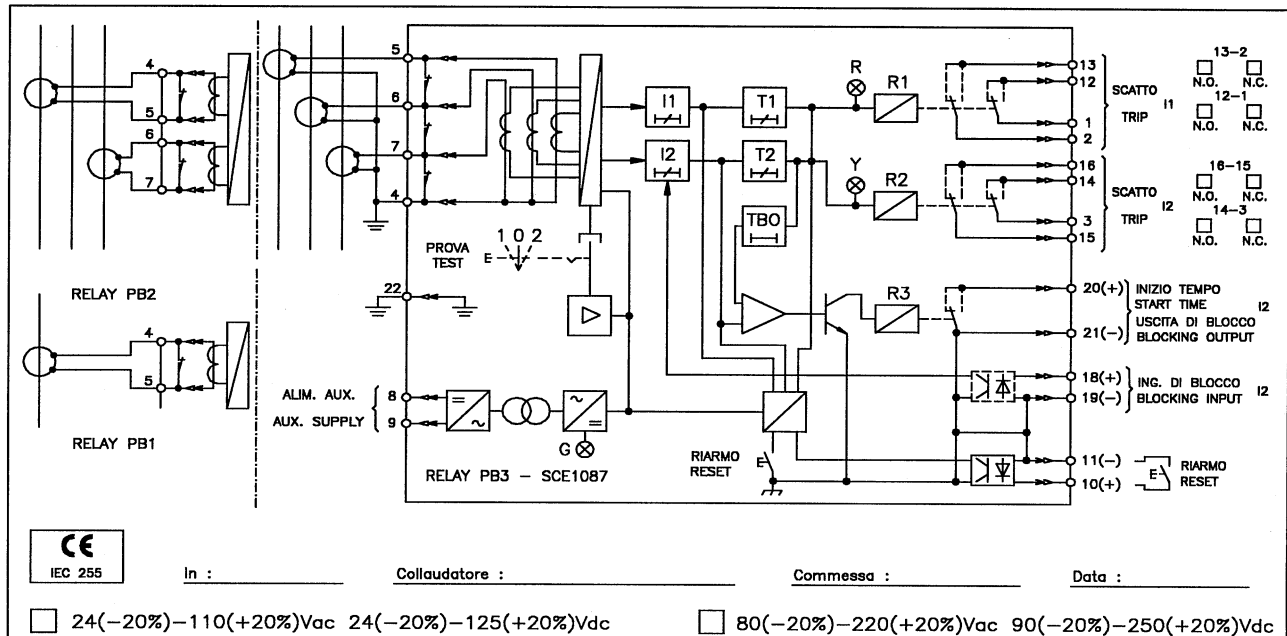 4
5
6
7
RELAY PB2
4
5
RELAY PB1
5
6
7
4
PROVA
TEST
1 0 2
E
22
ALIM. AUX.
AUX. SUPPLY
8
9
G
RELAY PB3 – SCE1087
I1
T1
R
R1
I2
T2
Y
R2
TBO
R3
RIARMO
RESET
E
13
12
1
2
SCATTO
TRIP
I1
13-2
N.O. N.C.
12-1
N.O. N.C.
16
14
3
15
SCATTO
TRIP
I2
16-15
N.O. N.C.
14-3
N.O. N.C.
20(+)
21(-)
INIZIO TEMPO
START TIME
USCITA DI BLOCCO
BLOCKING OUTPUT
I2
18(+)
19(-)
ING. DI BLOCCO
BLOCKING INPUT
I2
11(-)
10(+)
E
RIARMO
RESET
CE
IEC 255
In :
Collaudatore :
Commessa :
Data :
24(-20%)-110(+20%)Vac 24(-20%)-125(+20%)Vdc
80(-20%)-220(+20%)Vac 90(-20%)-250(+20%)Vdc